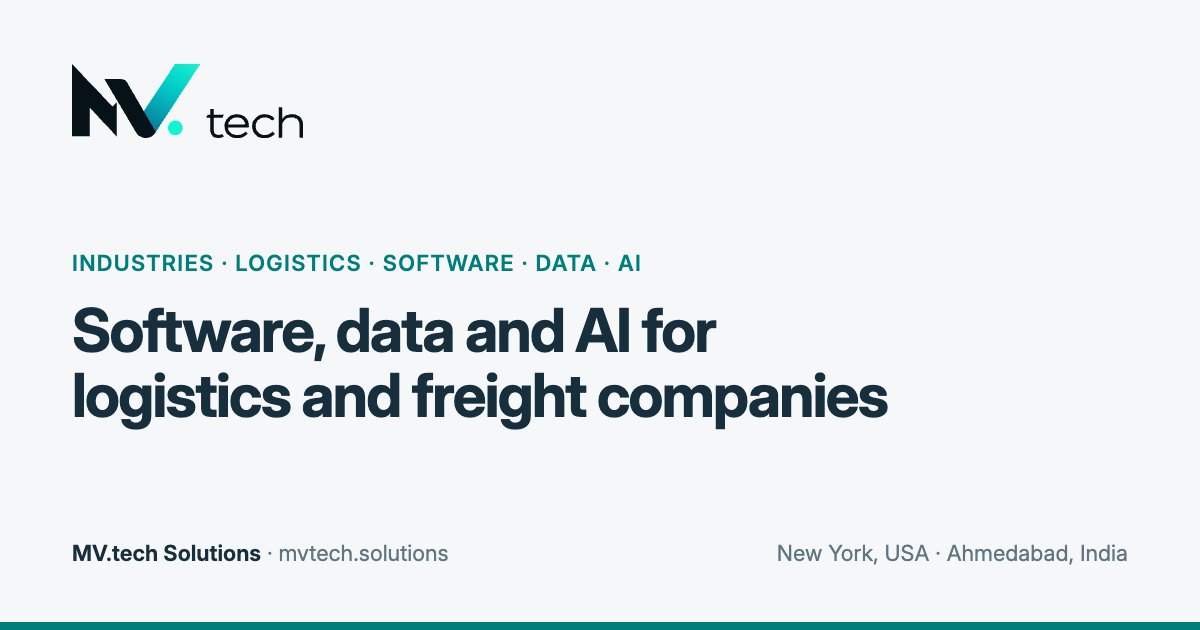 MV. tech
INDUSTRIES · LOGISTICS · SOFTWARE · DATA · AI
Software, data and AI for
logistics and freight companies
MV.tech Solutions · mvtech.solutions
New York, USA · Ahmedabad, India